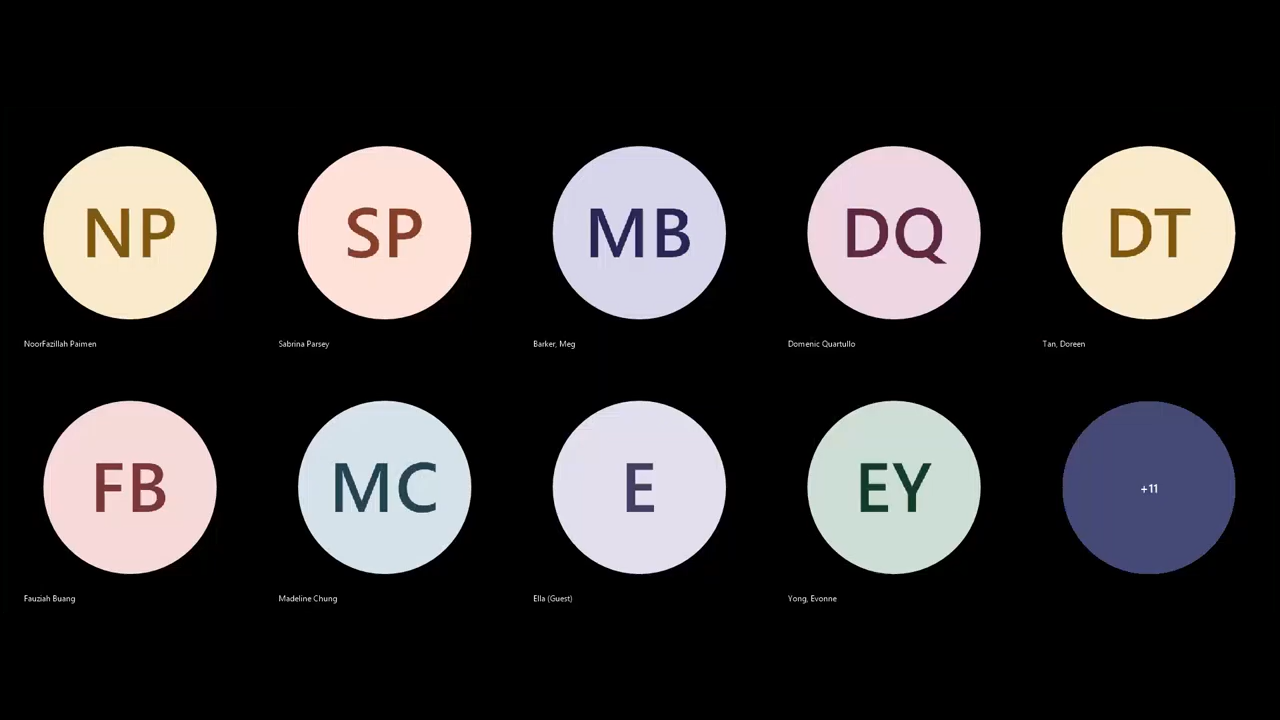 NP
SP
MB
DQ
DT
NoorFazillah Paimen
Sabrina Parsey
Barker, Meg
Domenic Quartullo
Tan, Doreen
FB
MC
E
EY
+11
Fauziah Buang
Madeline Chung
Ella (Guest)
Yong, Evonne